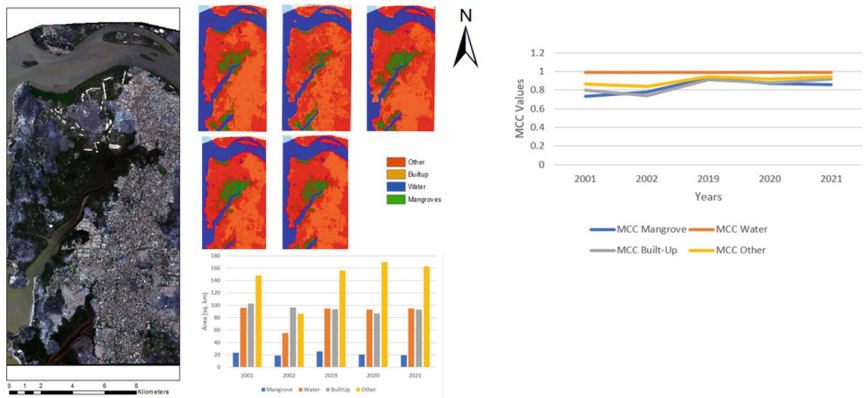 0 1 2 4 6 8
Kilometers
N
Other
Builtup
Water
Mangroves
180
160
140
120
100
80
60
40
20
0
Area (sq. km)
2001 2002 2019 2020 2021
Mangrove Water BuiltUp Other
1.2
1
0.8
0.6
0.4
0.2
0
MCC Values
2001 2002 2019 2020 2021
Years
MCC Mangrove MCC Water
MCC Built-Up MCC Other